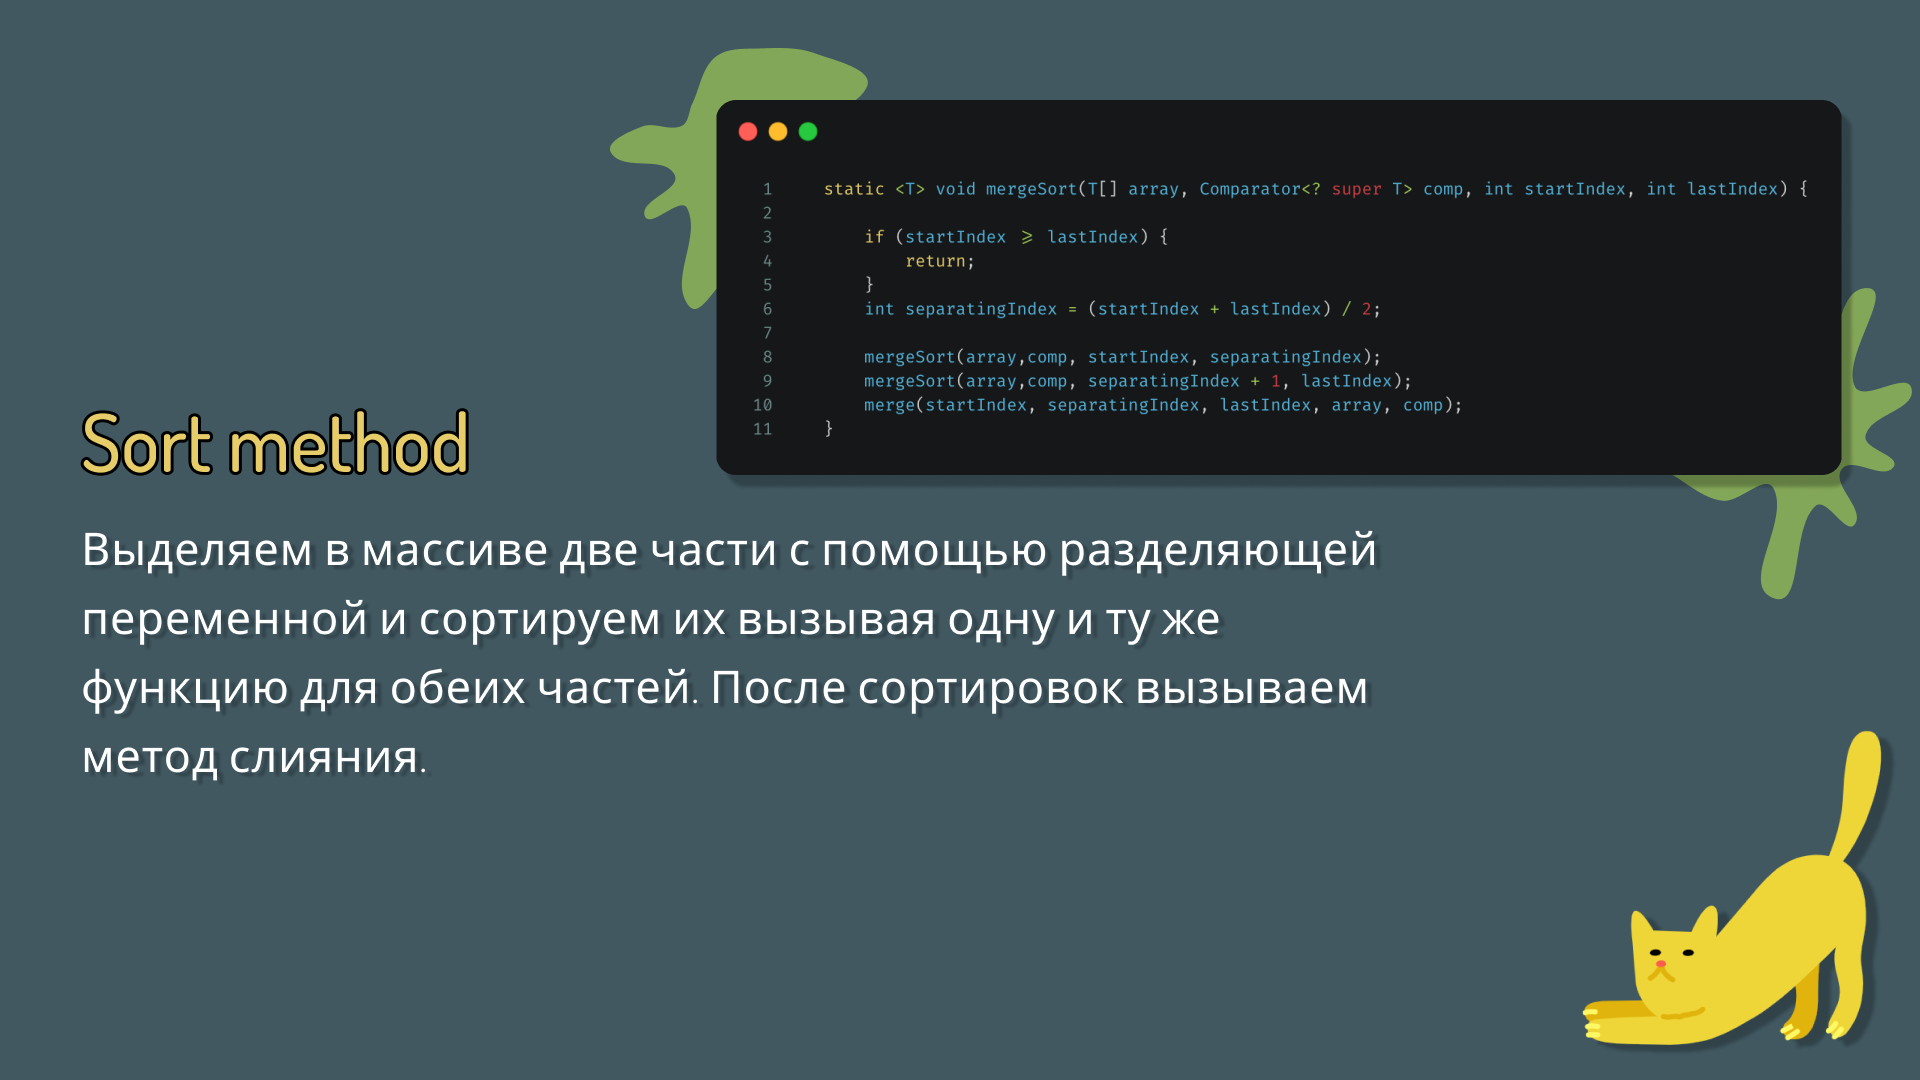 1 static <T> void mergeSort(T[] array, Comparator<? super T> comp, int startIndex, int lastIndex) {
2
3 if (startIndex ⩾ lastIndex) {
4 return;
5 }
6 int separatingIndex = (startIndex + lastIndex) / 2;
7
8 mergeSort(array,comp, startIndex, separatingIndex);
9 mergeSort(array,comp, separatingIndex + 1, lastIndex);
10 merge(startIndex, separatingIndex, lastIndex, array, comp);
11 }
Sort method
Выделяем в массиве две части с помощью разделяющей
переменной и сортируем их вызывая одну и ту же
функцию для обеих частей. После сортировок вызываем
метод слияния.